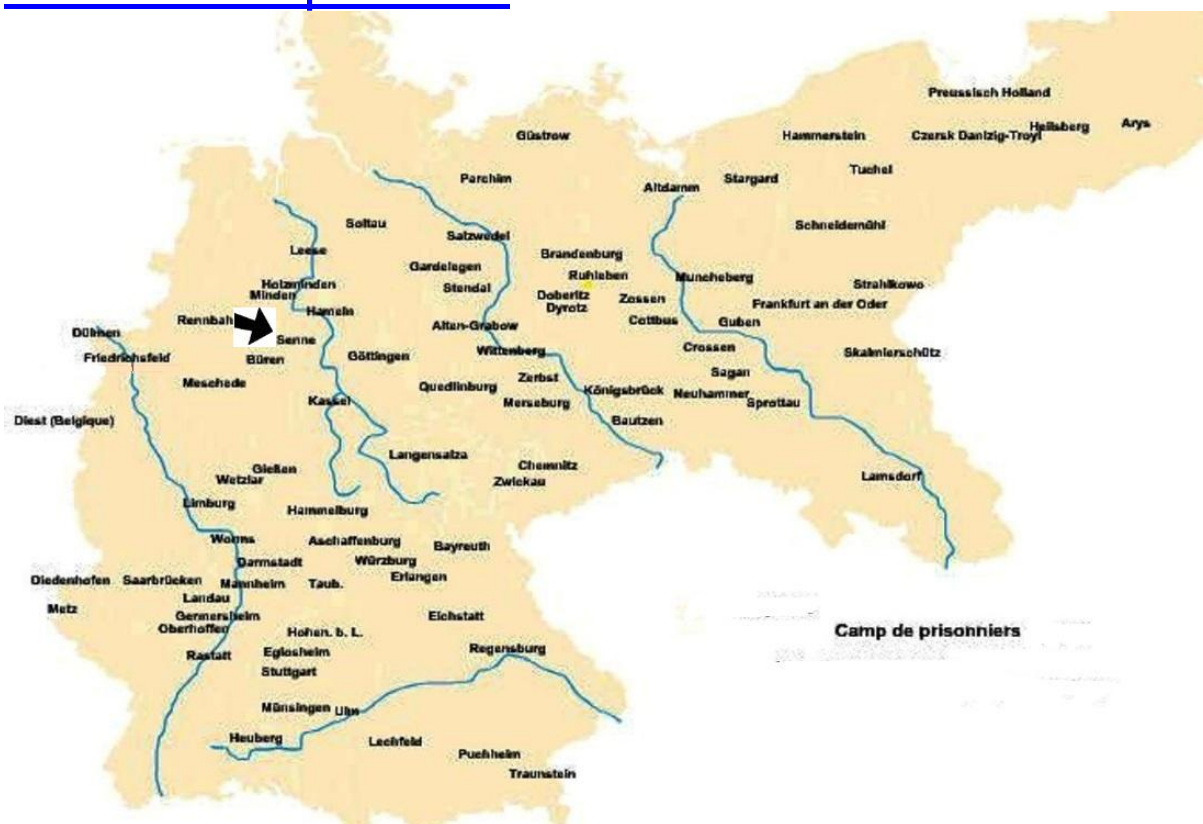 Preussisch Holland
Güstrow
Hammerstein
Czersk Danizig-Troyl
Heilsberg
Arys
Parchim
Altdamm
Stargard
Tuchel
Soltau
Salzwedel
Schneidemühl
Leese
Gardelegen
Brandenburg
Ruhleben
Muncheberg
Strahlkowo
Holzminden
Minden
Stendal
Doberitz
Dyrotz
Zossen
Frankfurt an der Oder
Rennbah
Hameln
Alten-Grabow
Cottbus
Guben
Dülmen
Senne
Friedrichsfeld
Büren
Göttingen
Wittenberg
Crossen
Skalmierschütz
Meschede
Quedlinburg
Zerbst
Sagan
Kassel
Merseburg
Königsbrück
Neuhammer
Sprottau
Diest (Belgique)
Bautzen
Langensalza
Gießen
Wetzlar
Chemnitz
Zwickau
Lamsdorf
Limburg
Hammelburg
Worms
Aschaffenburg
Bayreuth
Darmstadt
Würzburg
Diedenhofen
Saarbrücken
Mannheim
Taub.
Erlangen
Landau
Metz
Germersheim
Oberhoffen
Eichstatt
Hohen. b. L.
Camp de prisonniers
Rastatt
Eglosheim
Regensburg
Stuttgart
Münsingen
Ulm
Heuberg
Lechfeld
Puchheim
Traunstein